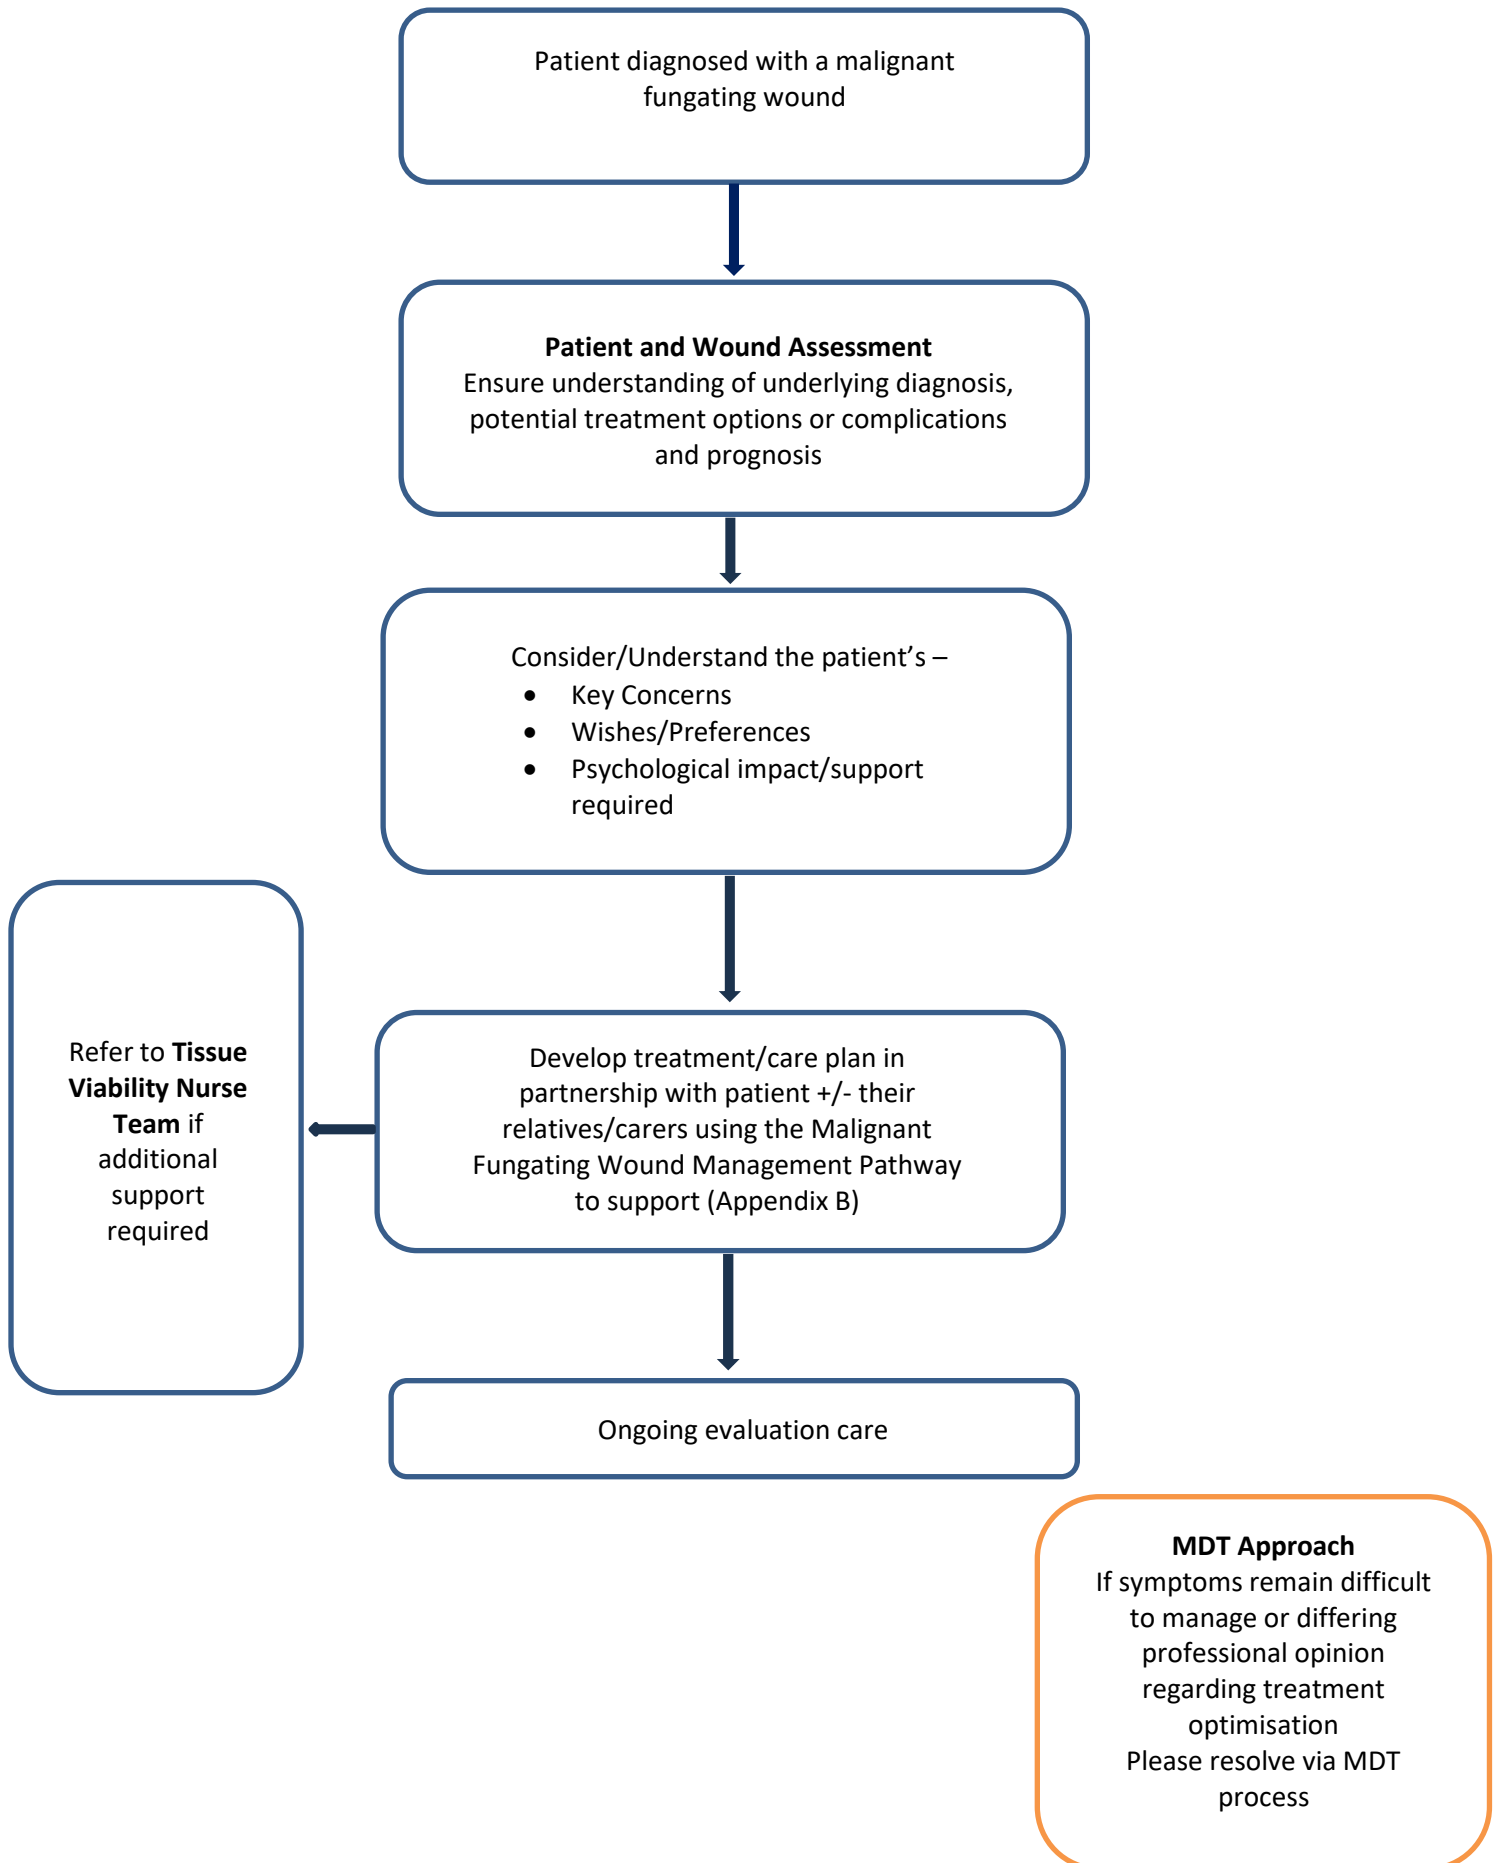 Patient diagnosed with a malignant
fungating wound
Patient and Wound Assessment
Ensure understanding of underlying diagnosis,
potential treatment options or complications
and prognosis
Consider/Understand the patient’s –
• Key Concerns
• Wishes/Preferences
• Psychological impact/support
required
Develop treatment/care plan in
partnership with patient +/- their
relatives/carers using the Malignant
Fungating Wound Management Pathway
to support (Appendix B)
Refer to Tissue
Viability Nurse
Team if
additional
support
required
Ongoing evaluation care
MDT Approach
If symptoms remain difficult
to manage or differing
professional opinion
regarding treatment
optimisation
Please resolve via MDT
process